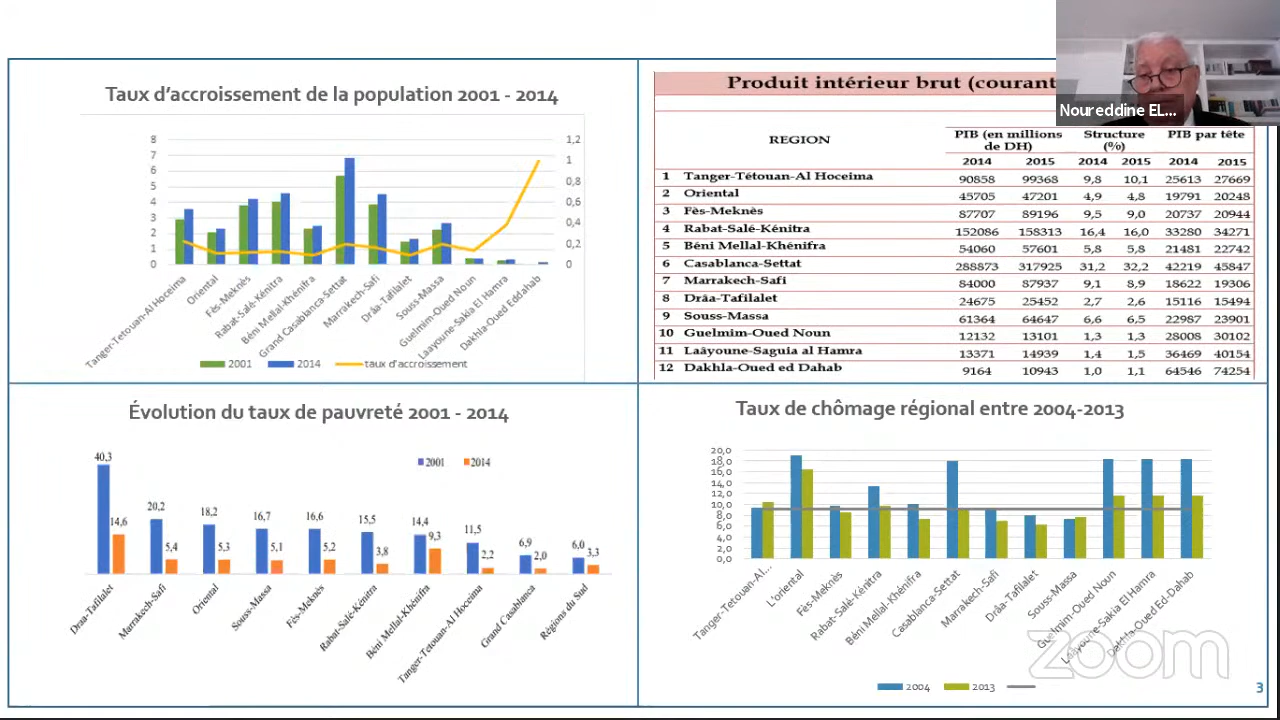 Taux d'accroissement de la population 2001 - 2014
8
7
6
5
4
3
2
1
0
1,2
1
0,8
0,6
0,4
0,2
0
Tanger-Tetouan-Al Hoceima
Oriental
Fès-Meknès
Rabat-Salé-Kénitra
Béni Mellal-Khénifra
Grand Casablanca-Settat
Marrakech-Safi
Drâa-Tafilalet
Souss-Massa
Guelmim-Oued Noun
Laayoune-Sakia El Hamra
Dakhla-Oued Eddahab
2001 2014 taux d'accroissement
Produit intérieur brut (courant
REGION PIB (en millions de DH) Structure (%) PIB par tête
2014 2015 2014 2015 2014 2015
1 Tanger-Tétouan-Al Hoceima 90858 99368 9,8 10,1 25613 27669
2 Oriental 45705 47201 4,9 4,8 19791 20248
3 Fès-Meknès 87707 89196 9,5 9,0 20737 20944
4 Rabat-Salé-Kénitra 152086 158313 16,4 16,0 33280 34271
5 Béni Mellal-Khénifra 54060 57601 5,8 5,8 21481 22742
6 Casablanca-Settat 288873 317925 31,2 32,2 42219 45847
7 Marrakech-Safi 84000 87937 9,1 8,9 18622 19306
8 Drâa-Tafilalet 24675 25452 2,7 2,6 15116 15494
9 Souss-Massa 61364 64647 6,6 6,5 22987 23901
10 Guelmim-Oued Noun 12132 13101 1,3 1,3 28008 30102
11 Laâyoune-Saguia al Hamra 13371 14939 1,4 1,5 36469 40154
12 Dakhla-Oued ed Dahab 9164 10943 1,0 1,1 64546 74254
Noureddine EL...
Évolution du taux de pauvreté 2001 - 2014
2001 2014
40,3 14,6
20,2 5,4
18,2 5,3
16,7 5,1
16,6 5,2
15,5 3,8
14,4 9,3
11,5 2,2
6,9 2,0
6,0 3,3
Draa-Tafilalet
Marrakech-Safi
Oriental
Souss-Massa
Fès-Meknès
Rabat-Salé-Kénitra
Béni Mellal-Khénifra
Tanger-Tetouan-Al Hoceima
Grand Casablanca
Régions du Sud
Taux de chômage régional entre 2004-2013
20,0
18,0
16,0
14,0
12,0
10,0
8,0
6,0
4,0
2,0
0,0
Tanger-Tetouan-Al...
L'oriental
Fès-Meknès
Rabat-Salé-Kénitra
Béni Mellal-Khénifra
Casablanca-Settat
Marrakech-Safi
Drâa-Tafilalet
Souss-Massa
Guelmim-Oued Noun
Laayoune-Sakia El Hamra
Dakhla-Oued Ed-Dahab
2004 2013
zoom
3